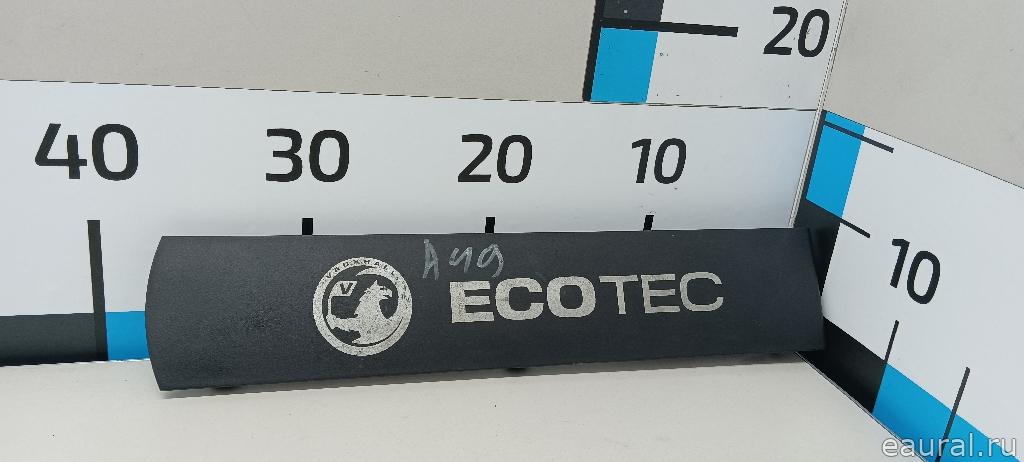 20
40 30 20 10
A49
VAUXHALL
V
ECOTEC
10
eaural.ru